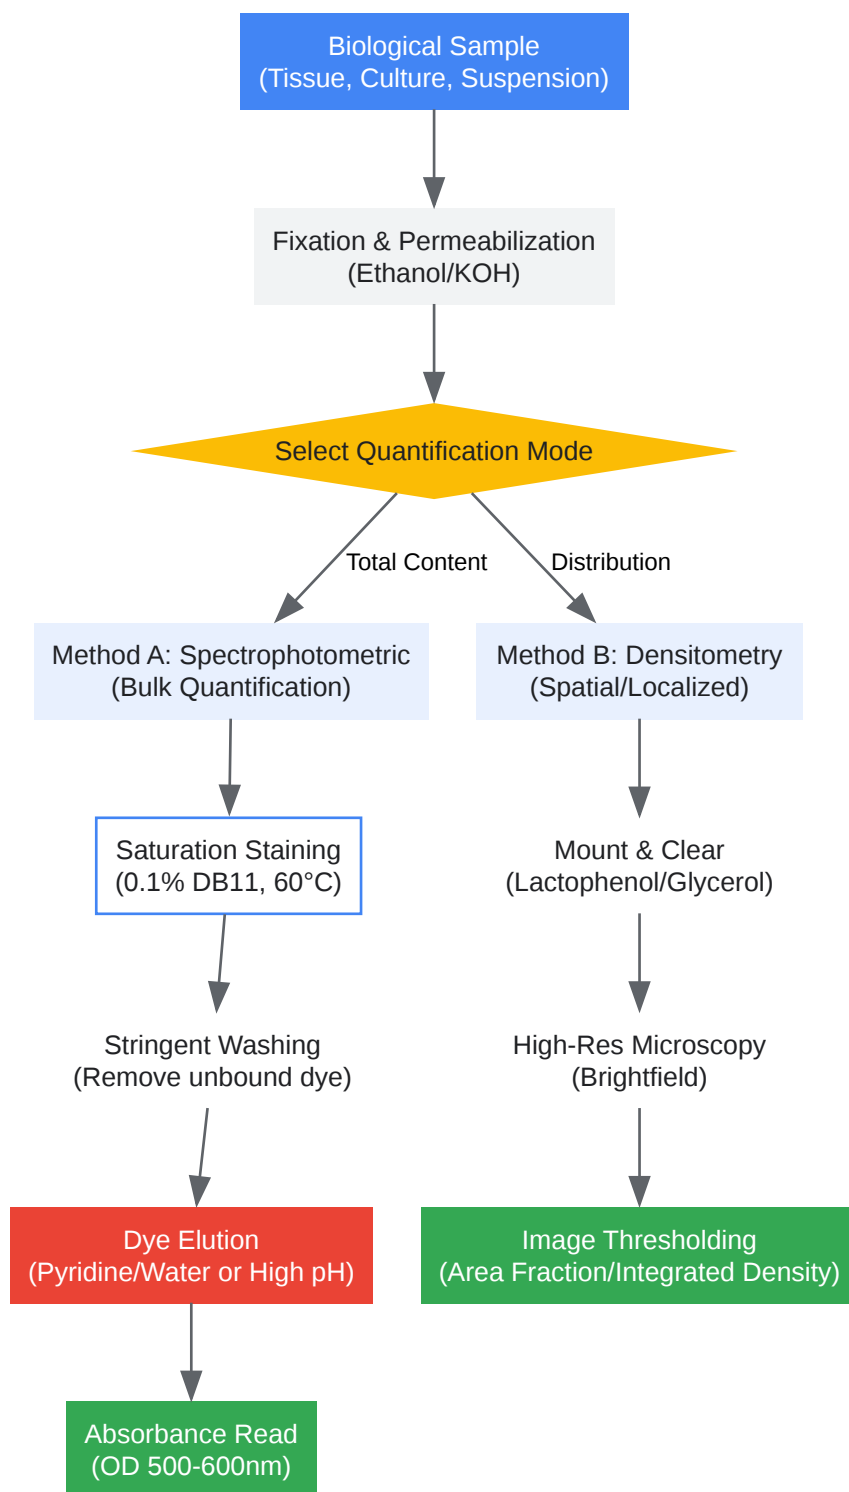 Biological Sample
(Tissue, Culture, Suspension)
Fixation & Permeabilization
(Ethanol/KOH)
Select Quantification Mode
Total Content
Distribution
Method A: Spectrophotometric
(Bulk Quantification)
Method B: Densitometry
(Spatial/Localized)
Saturation Staining
(0.1% DB11, 60°C)
Mount & Clear
(Lactophenol/Glycerol)
Stringent Washing
(Remove unbound dye)
High-Res Microscopy
(Brightfield)
Dye Elution
(Pyridine/Water or High pH)
Image Thresholding
(Area Fraction/Integrated Density)
Absorbance Read
(OD 500-600nm)